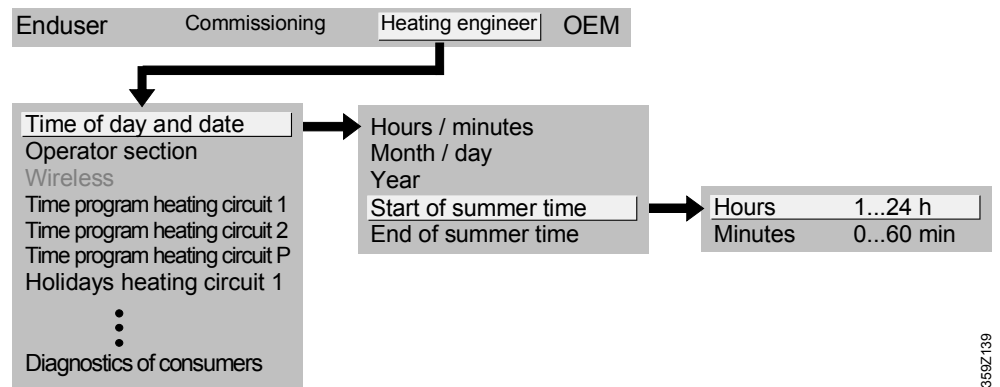 Enduser Commissioning Heating engineer OEM
Time of day and date
Operator section
Wireless
Time program heating circuit 1
Time program heating circuit 2
Time program heating circuit P
Holidays heating circuit 1
Diagnostics of consumers
Hours / minutes
Month / day
Year
Start of summer time
End of summer time
Hours 1...24 h
Minutes 0...60 min
359Z139